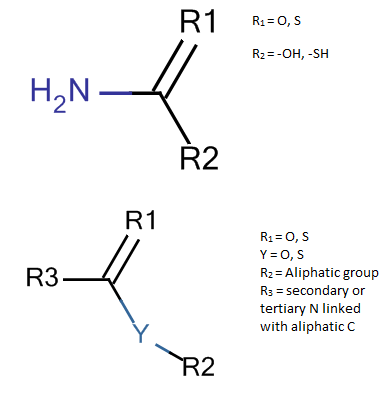 R1
R₁ = O, S
R₂ = -OH, -SH
H₂N
R2
R1
R3
Y
R2
R₁ = O, S
Y = O, S
R₂ = Aliphatic group
R₃ = secondary or
tertiary N linked
with aliphatic C